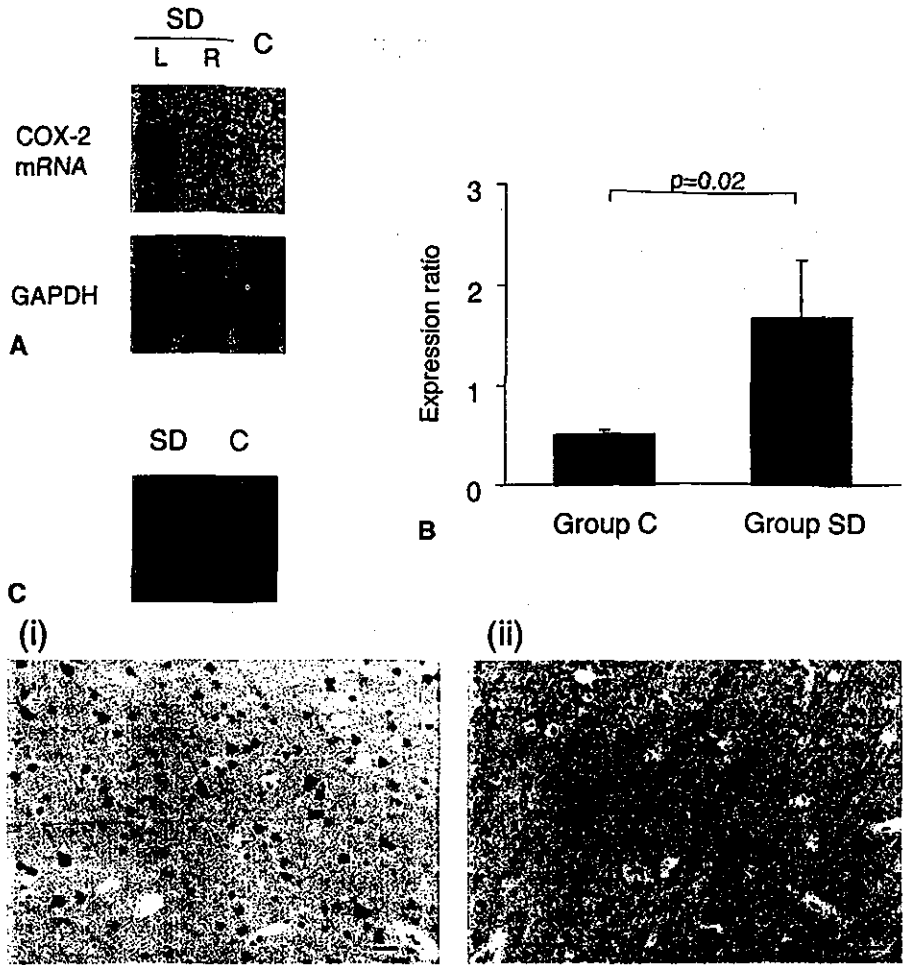 SD
C
L R
COX-2
mRNA
GAPDH
A
3
2
1
0
Expression ratio
p=0.02
Group C
Group SD
B
SD C
C
(i)
(ii)